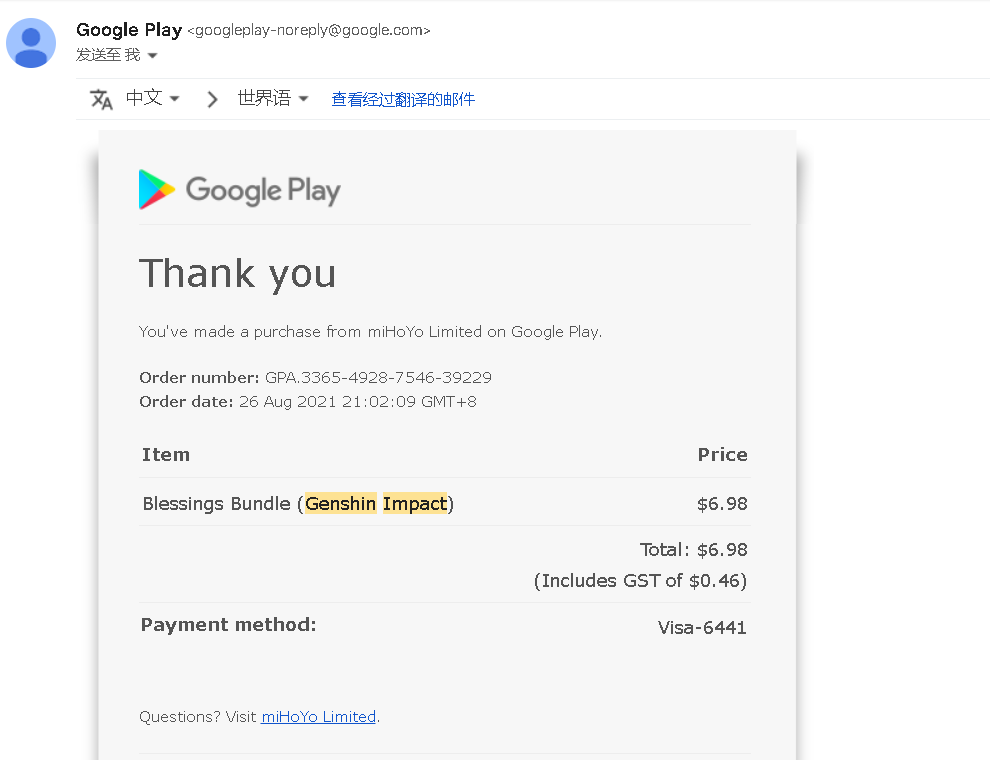 Google Play <googleplay-noreply@google.com>
发送至 我
中文 世界语 查看经过翻译的邮件
Google Play
Thank you
You've made a purchase from miHoYo Limited on Google Play.
Order number: GPA.3365-4928-7546-39229
Order date: 26 Aug 2021 21:02:09 GMT+8
Item Price
Blessings Bundle (Genshin Impact) $6.98
Total: $6.98
(Includes GST of $0.46)
Payment method: Visa-6441
Questions? Visit miHoYo Limited.